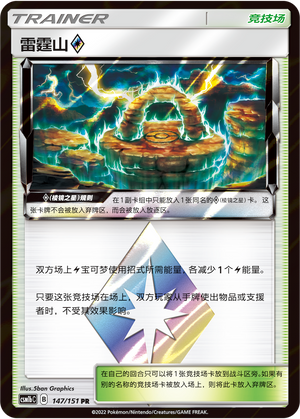 TRAINER
竞技场
雷霆山◇
◇(棱镜之星)规则
在1副卡组中只能放入1张同名的◇(棱镜之星)卡。这
张卡牌不会被放入弃牌区,而会被放入放逐区。
双方场上⚡宝可梦使用招式所需能量,各减少1个⚡能量。
只要这张竞技场在场上,双方玩家从手牌使出物品或支援
者时,不受其效果影响。
Illus.5ban Graphics
在自己的回合只可以将1张竞技场卡放到战斗区旁,如果有
别的名称的竞技场卡被放入场上时,则将此卡放入弃牌区。
B
147/151 PR
©2022 Pokémon/Nintendo/Creatures/GAME FREAK.